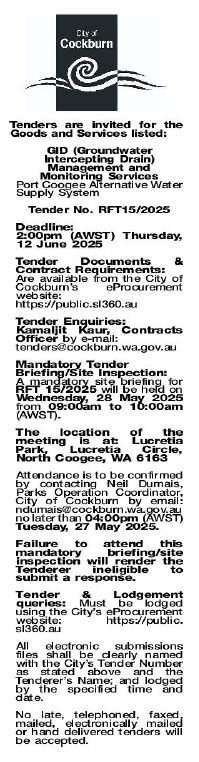 City of
Cockburn
Tenders are invited for the
Goods and Services listed:
GID (Groundwater
Intercepting Drain)
Management and
Monitoring Services
Port Coogee Alternative Water
Supply System
Tender No. RFT15/2025
Deadline:
2:00pm (AWST) Thursday,
12 June 2025
Tender Documents &
Contract Requirements:
Are available from the City of
Cockburn's eProcurement
website:
https://public.sl360.au
Tender Enquiries:
Kamaljit Kaur, Contracts
Officer by e-mail:
tenders@cockburn.wa.gov.au
Mandatory Tender
Briefing/Site Inspection:
A mandatory site briefing for
RFT 15/2025 will be held on
Wednesday, 28 May 2025
from 09:00am to 10:00am
(AWST).
The location of the
meeting is at: Lucretia
Park, Lucretia Circle,
North Coogee, WA 6163
Attendance is to be confirmed
by contacting Neil Dumais,
Parks Operation Coordinator,
City of Cockburn by email:
ndumais@cockburn.wa.gov.au
no later than 04:00pm (AWST)
Tuesday, 27 May 2025.
Failure to attend this
mandatory briefing/site
inspection will render the
Tenderer ineligible to
submit a response.
Tender & Lodgement
queries: Must be lodged
using the City's eProcurement
website: https://public.
sl360.au
All electronic submissions
files shall be clearly named
with the City's Tender Number
as stated above and the
Tenderer's Name; and lodged
by the specified time and
date.
No late, telephoned, faxed,
mailed, electronically mailed
or hand delivered tenders will
be accepted.